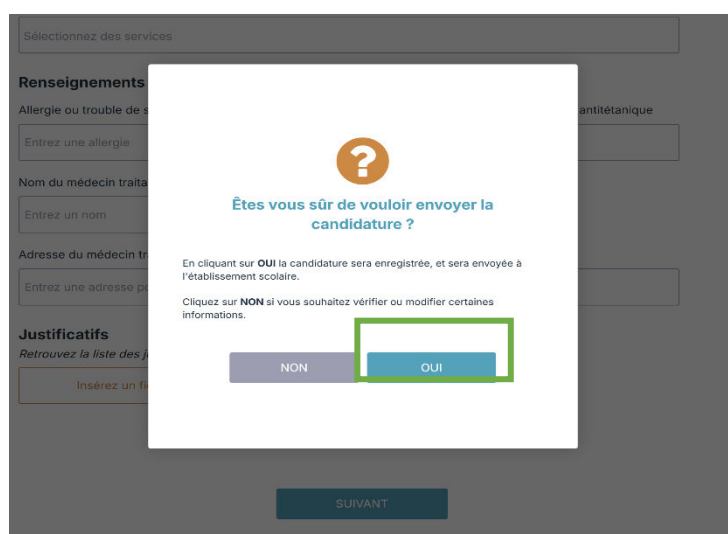 Sélectionnez des services
Renseignements
Allergie ou trouble de s
antitétanique
Entrez une allergie
Nom du médecin traita
Entrez un nom
Adresse du médecin tr
Entrez une adresse po
Justificatifs
Retrouvez la liste des j
Insérez un fi
?
Êtes vous sûr de vouloir envoyer la
candidature ?
En cliquant sur OUI la candidature sera enregistrée, et sera envoyée à
l'établissement scolaire.
Cliquez sur NON si vous souhaitez vérifier ou modifier certaines
informations.
NON
OUI
SUIVANT